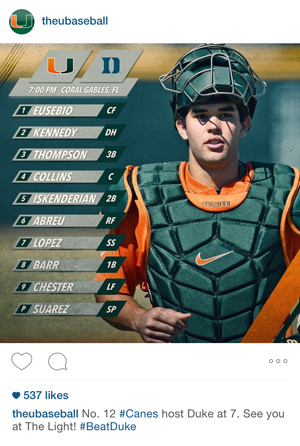 theubaseball
U D
7:00 PM CORAL GABLES, FL
1 EUSEBIO CF
2 KENNEDY DH
3 THOMPSON 3B
4 COLLINS C
5 ISKENDERIAN 2B
6 ABREU RF
7 LOPEZ SS
8 BARR 1B
9 CHESTER LF
P SUAREZ SP
MIAMI
537 likes
theubaseball No. 12 #Canes host Duke at 7. See you
at The Light! #BeatDuke